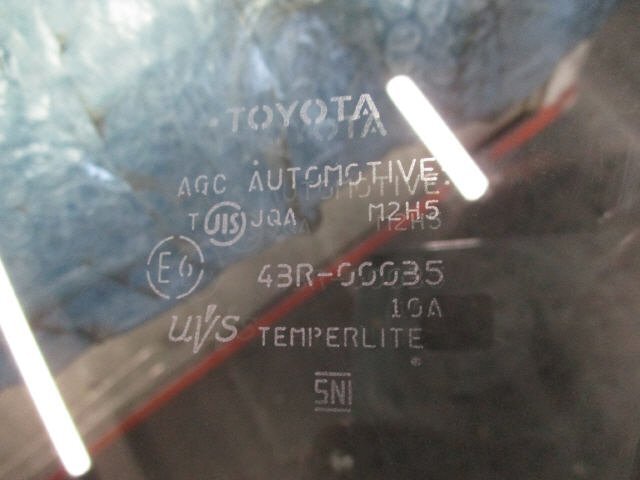 TOYOTA
AGC AUTOMOTIVE
T JIS JQA M2H5
E6 43R-00035
10A
UVS TEMPERLITE
SNI